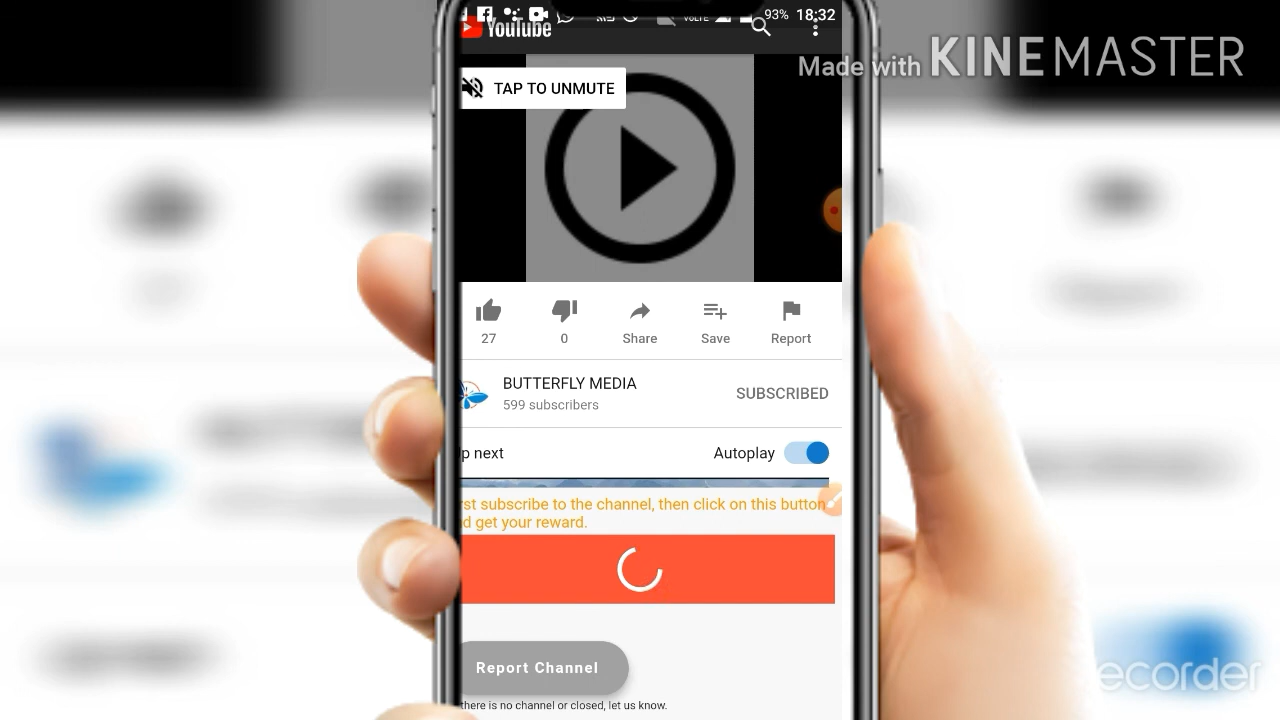 VoLTE 93% 18:32
YouTube
Made with KINEMASTER
TAP TO UNMUTE
27
0
Share
Save
Report
BUTTERFLY MEDIA
599 subscribers
SUBSCRIBED
p next
Autoplay
rst subscribe to the channel, then click on this button
d get your reward.
Report Channel
there is no channel or closed, let us know.
ecorder